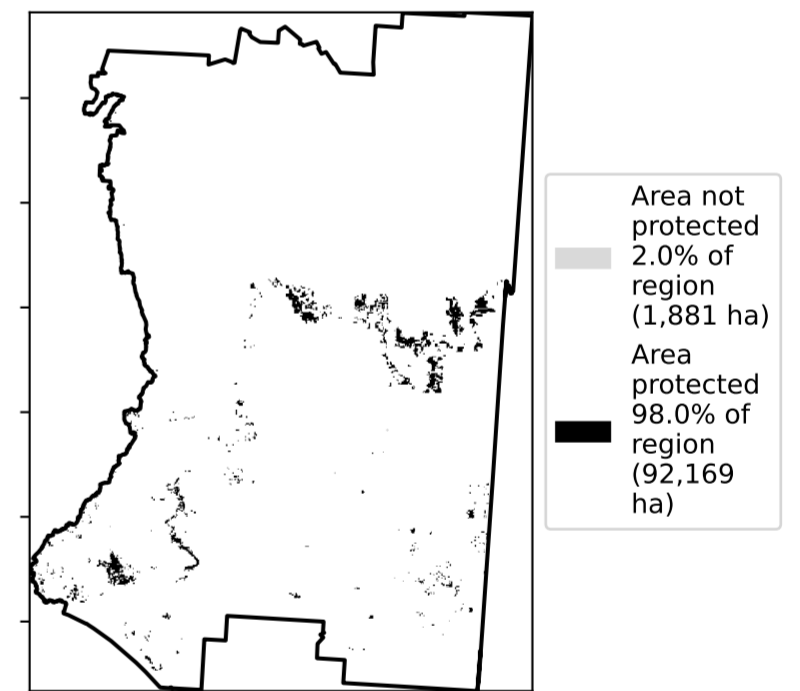 Area not
protected
2.0% of
region
(1,881 ha)
Area
protected
98.0% of
region
(92,169
ha)